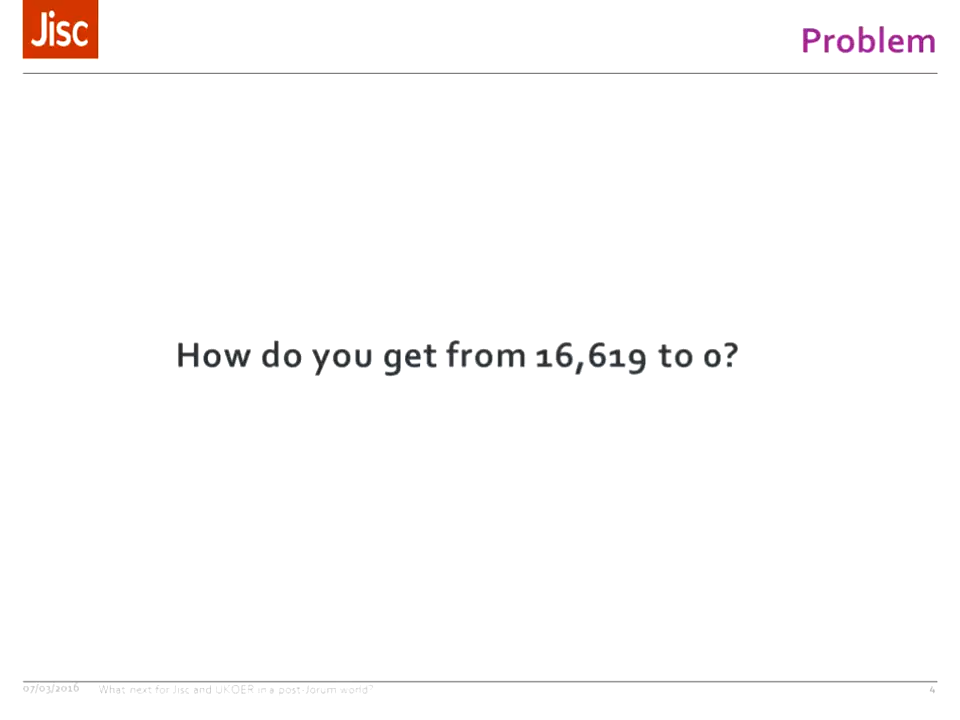 Jisc
Problem
How do you get from 16,619 to 0?
07/03/2016 What next for Jisc and UKOER in a post-Jorum world? 4